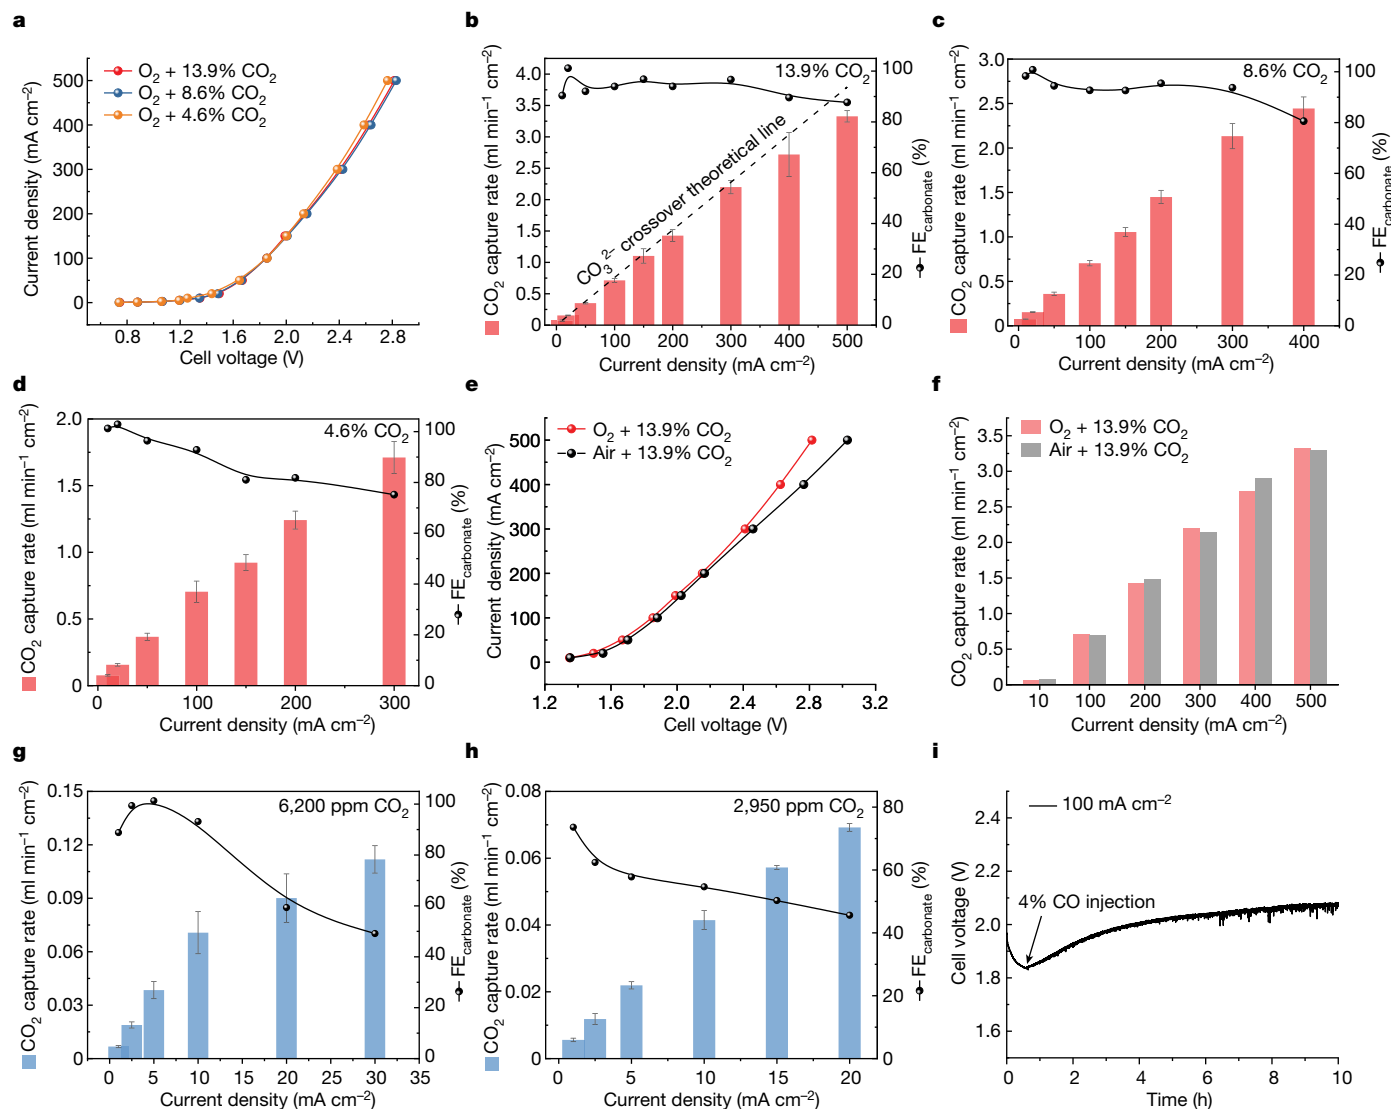 a
O₂ + 13.9% CO₂
O₂ + 8.6% CO₂
O₂ + 4.6% CO₂
Current density (mA cm⁻²)
500
400
300
200
100
0
0.8 1.2 1.6 2.0 2.4 2.8
Cell voltage (V)
b
13.9% CO₂
CO₃²⁻ crossover theoretical line
CO₂ capture rate (ml min⁻¹ cm⁻²)
4.0
3.5
3.0
2.5
2.0
1.5
1.0
0.5
0
100
80
60
40
20
0
FEcarbonate (%)
0 100 200 300 400 500
Current density (mA cm⁻²)
c
8.6% CO₂
CO₂ capture rate (ml min⁻¹ cm⁻²)
3.0
2.5
2.0
1.5
1.0
0.5
0
100
80
60
40
20
0
FEcarbonate (%)
0 100 200 300 400
Current density (mA cm⁻²)
d
4.6% CO₂
CO₂ capture rate (ml min⁻¹ cm⁻²)
2.0
1.5
1.0
0.5
0
100
80
60
40
20
0
FEcarbonate (%)
0 100 200 300
Current density (mA cm⁻²)
e
O₂ + 13.9% CO₂
Air + 13.9% CO₂
Current density (mA cm⁻²)
500
400
300
200
100
0
1.2 1.6 2.0 2.4 2.8 3.2
Cell voltage (V)
f
O₂ + 13.9% CO₂
Air + 13.9% CO₂
CO₂ capture rate (ml min⁻¹ cm⁻²)
3.5
3.0
2.5
2.0
1.5
1.0
0.5
0
10 100 200 300 400 500
Current density (mA cm⁻²)
g
6,200 ppm CO₂
CO₂ capture rate (ml min⁻¹ cm⁻²)
0.15
0.12
0.09
0.06
0.03
0
100
80
60
40
20
0
FEcarbonate (%)
0 5 10 15 20 25 30 35
Current density (mA cm⁻²)
h
2,950 ppm CO₂
CO₂ capture rate (ml min⁻¹ cm⁻²)
0.08
0.06
0.04
0.02
0
80
60
40
20
0
FEcarbonate (%)
0 5 10 15 20
Current density (mA cm⁻²)
i
100 mA cm⁻²
4% CO injection
Cell voltage (V)
2.4
2.2
2.0
1.8
1.6
0 2 4 6 8 10
Time (h)